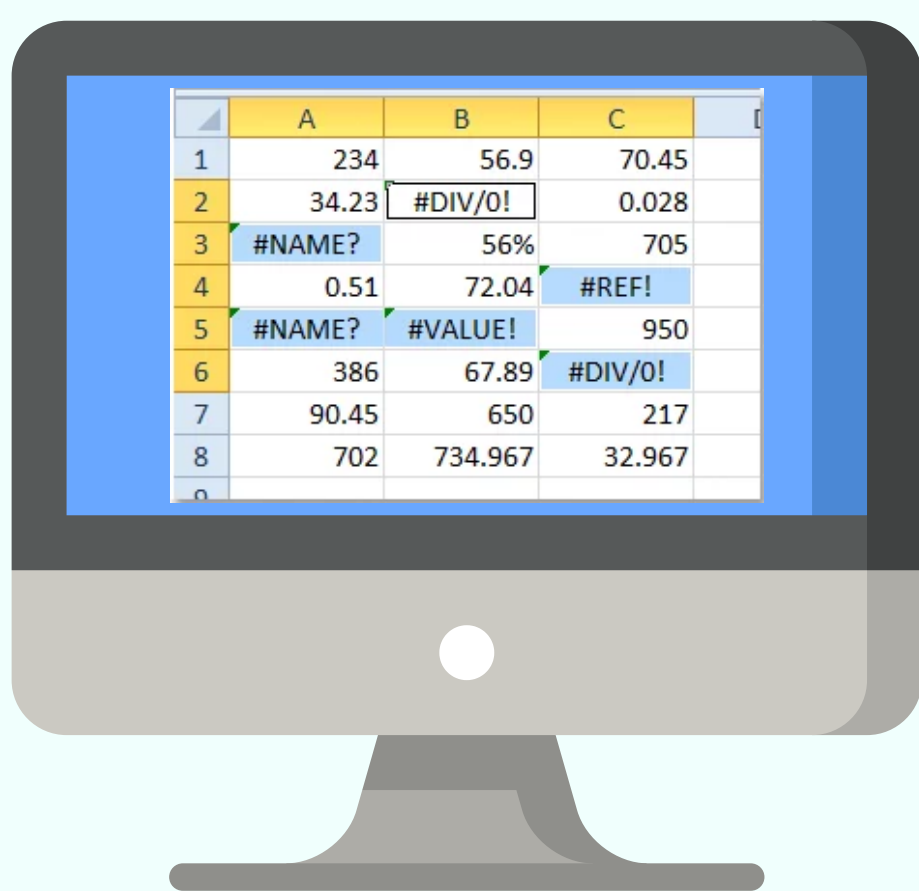 A B C
1 234 56.9 70.45
2 34.23 #DIV/0! 0.028
3 #NAME? 56% 705
4 0.51 72.04 #REF!
5 #NAME? #VALUE! 950
6 386 67.89 #DIV/0!
7 90.45 650 217
8 702 734.967 32.967